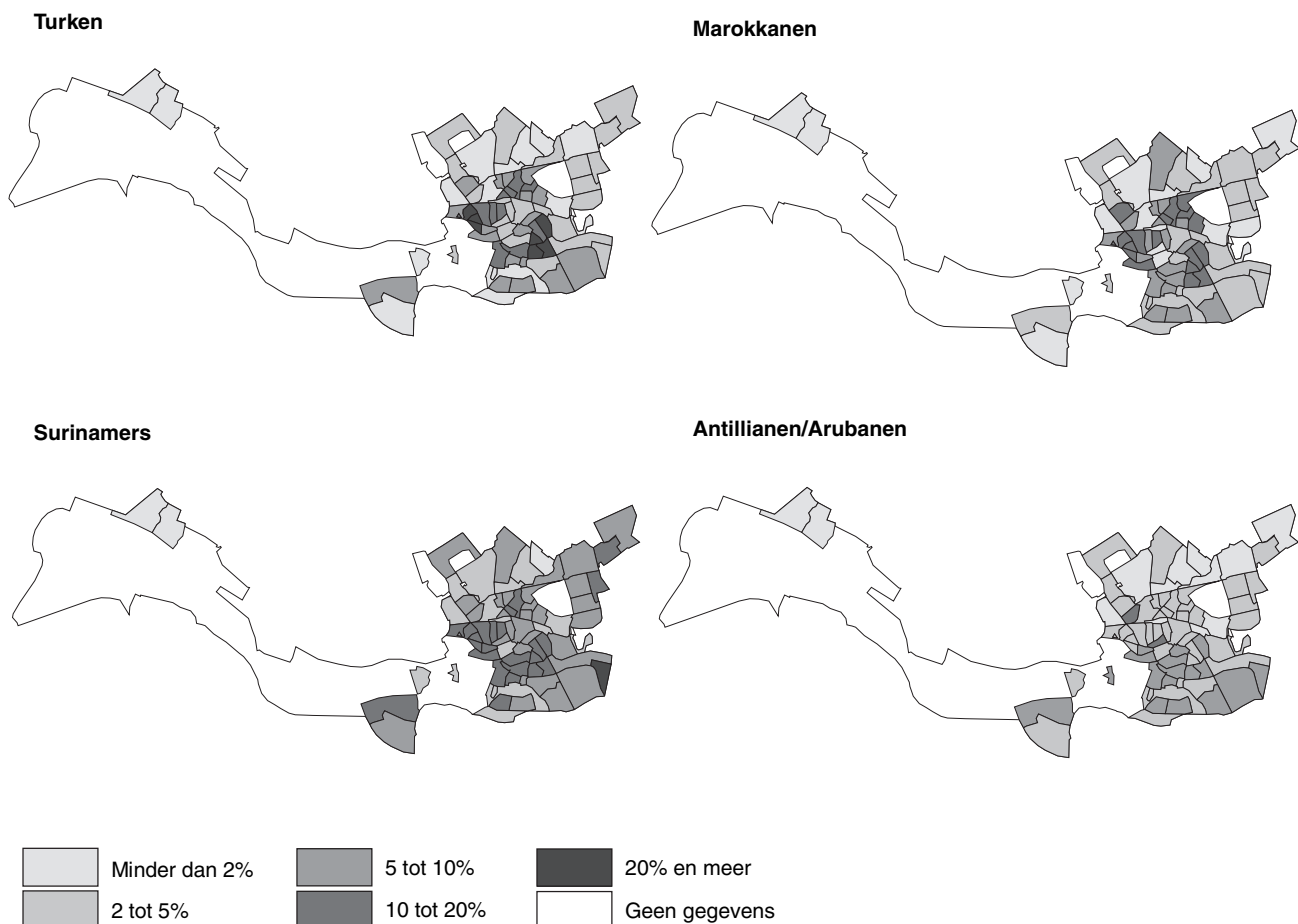 Turken
Marokkanen
Surinamers
Antillianen/Arubanen
Minder dan 2%
5 tot 10%
20% en meer
2 tot 5%
10 tot 20%
Geen gegevens